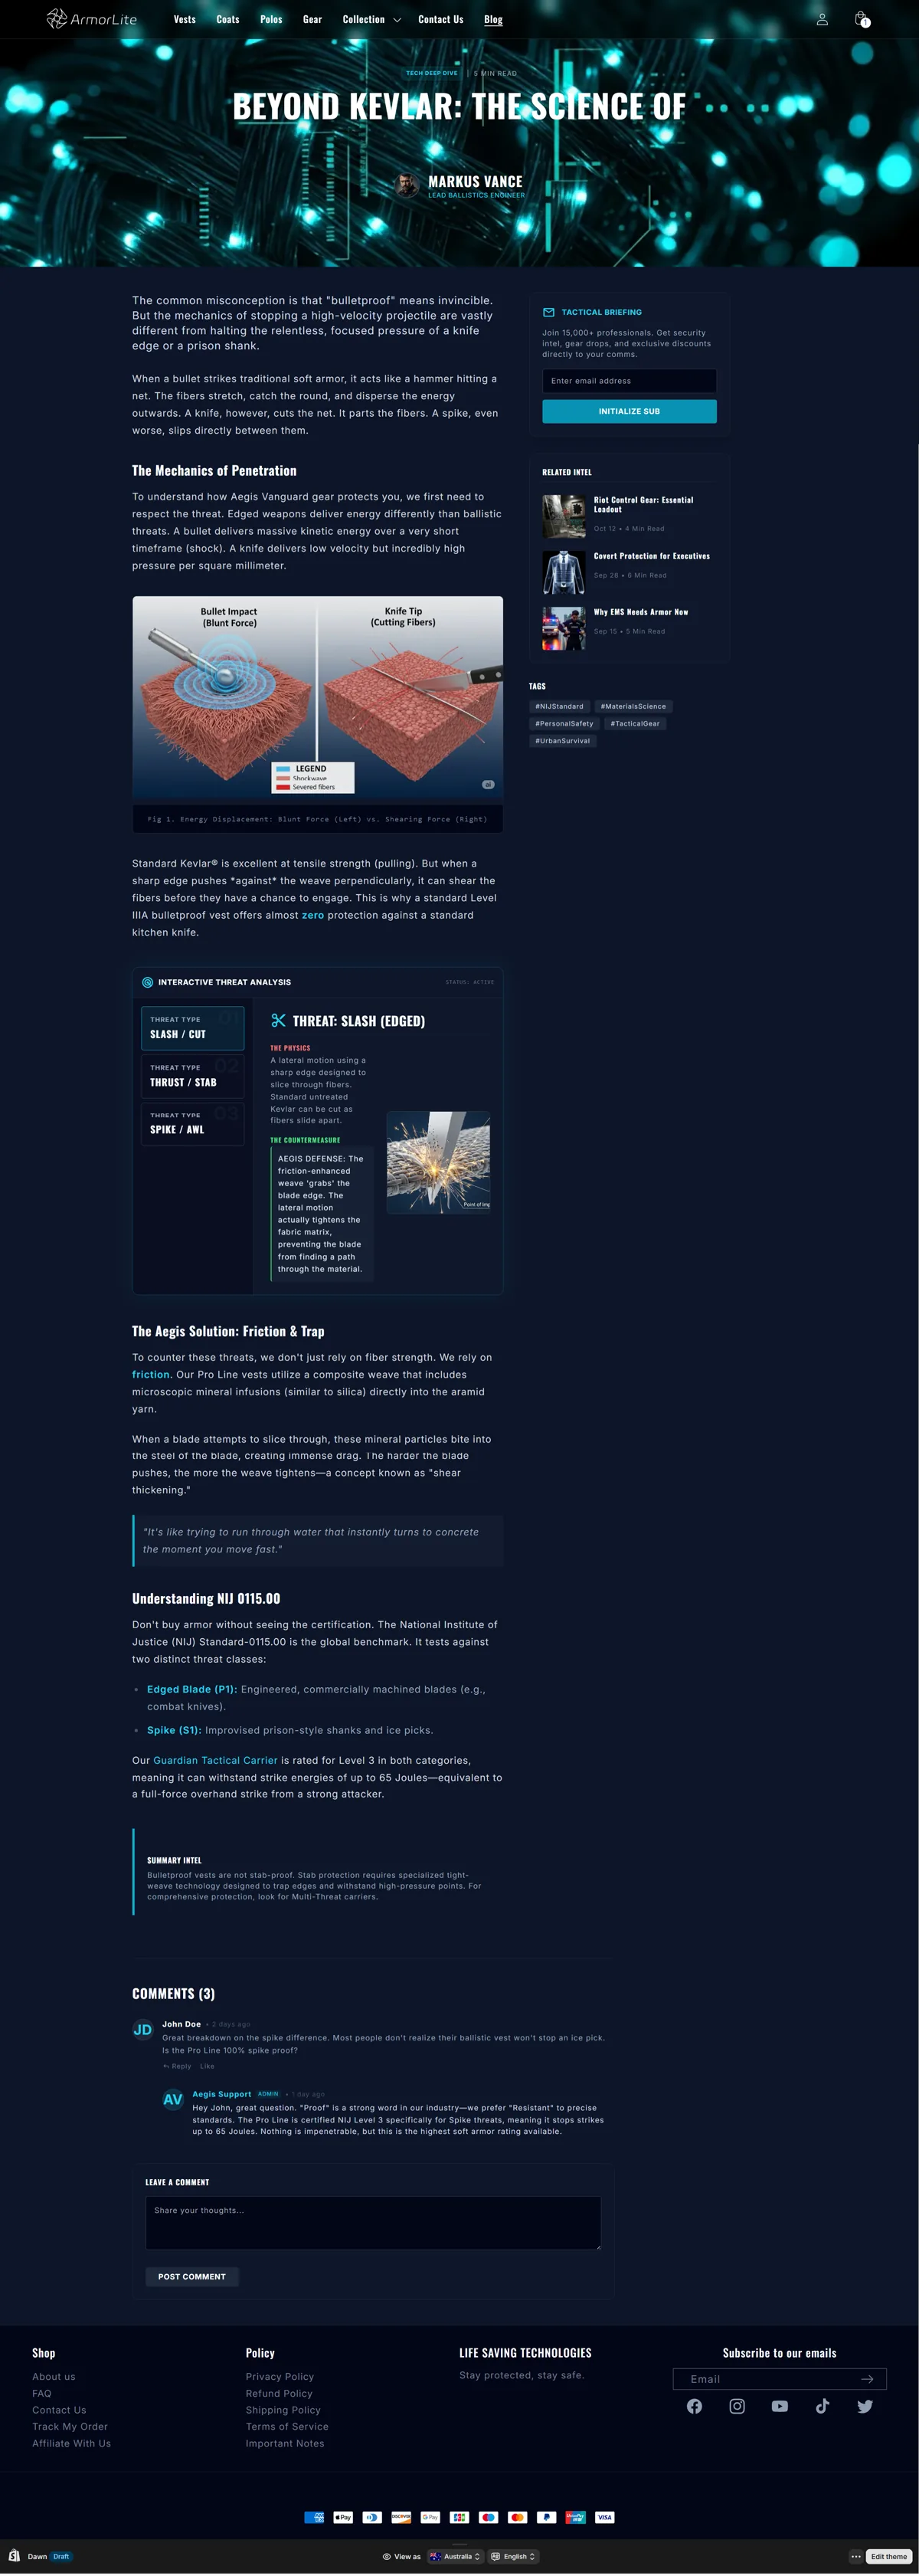 ArmorLite
Vests Coats Polos Gear Collection Contact Us Blog
1
TECH DEEP DIVE | 5 MIN READ
BEYOND KEVLAR: THE SCIENCE OF
MARKUS VANCE
LEAD BALLISTICS ENGINEER
The common misconception is that "bulletproof" means invincible.
But the mechanics of stopping a high-velocity projectile are vastly
different from halting the relentless, focused pressure of a knife
edge or a prison shank.
When a bullet strikes traditional soft armor, it acts like a hammer hitting a
net. The fibers stretch, catch the round, and disperse the energy
outwards. A knife, however, cuts the net. It parts the fibers. A spike, even
worse, slips directly between them.
The Mechanics of Penetration
To understand how Aegis Vanguard gear protects you, we first need to
respect the threat. Edged weapons deliver energy differently than ballistic
threats. A bullet delivers massive kinetic energy over a very short
timeframe (shock). A knife delivers low velocity but incredibly high
pressure per square millimeter.
Bullet Impact
(Blunt Force)
Knife Tip
(Cutting Fibers)
LEGEND
Shockwave
Severed fibers
Fig 1. Energy Displacement: Blunt Force (Left) vs. Shearing Force (Right)
Standard Kevlar® is excellent at tensile strength (pulling). But when a
sharp edge pushes *against* the weave perpendicularly, it can shear the
fibers before they have a chance to engage. This is why a standard Level
IIIA bulletproof vest offers almost zero protection against a standard
kitchen knife.
INTERACTIVE THREAT ANALYSIS
STATUS: ACTIVE
THREAT TYPE
01
SLASH / CUT
THREAT TYPE
02
THRUST / STAB
THREAT TYPE
03
SPIKE / AWL
THREAT: SLASH (EDGED)
THE PHYSICS
A lateral motion using a
sharp edge designed to
slice through fibers.
Standard untreated
Kevlar can be cut as
fibers slide apart.
THE COUNTERMEASURE
AEGIS DEFENSE: The
friction-enhanced
weave 'grabs' the
blade edge. The
lateral motion
actually tightens the
fabric matrix,
preventing the blade
from finding a path
through the material.
Point of Imp
The Aegis Solution: Friction & Trap
To counter these threats, we don't just rely on fiber strength. We rely on
friction. Our Pro Line vests utilize a composite weave that includes
microscopic mineral infusions (similar to silica) directly into the aramid
yarn.
When a blade attempts to slice through, these mineral particles bite into
the steel of the blade, creating immense drag. The harder the blade
pushes, the more the weave tightens—a concept known as "shear
thickening."
"It's like trying to run through water that instantly turns to concrete
the moment you move fast."
Understanding NIJ 0115.00
Don't buy armor without seeing the certification. The National Institute of
Justice (NIJ) Standard-0115.00 is the global benchmark. It tests against
two distinct threat classes:
• Edged Blade (P1): Engineered, commercially machined blades (e.g.,
combat knives).
• Spike (S1): Improvised prison-style shanks and ice picks.
Our Guardian Tactical Carrier is rated for Level 3 in both categories,
meaning it can withstand strike energies of up to 65 Joules—equivalent to
a full-force overhand strike from a strong attacker.
SUMMARY INTEL
Bulletproof vests are not stab-proof. Stab protection requires specialized tight-
weave technology designed to trap edges and withstand high-pressure points. For
comprehensive protection, look for Multi-Threat carriers.
TACTICAL BRIEFING
Join 15,000+ professionals. Get security
intel, gear drops, and exclusive discounts
directly to your comms.
Enter email address
INITIALIZE SUB
RELATED INTEL
Riot Control Gear: Essential
Loadout
Oct 12 • 4 Min Read
Covert Protection for Executives
Sep 28 • 6 Min Read
Why EMS Needs Armor Now
Sep 15 • 5 Min Read
TAGS
#NIJStandard #MaterialsScience
#PersonalSafety #TacticalGear
#UrbanSurvival
COMMENTS (3)
JD
John Doe • 2 days ago
Great breakdown on the spike difference. Most people don't realize their ballistic vest won't stop an ice pick.
Is the Pro Line 100% spike proof?
Reply Like
AV
Aegis Support ADMIN • 1 day ago
Hey John, great question. "Proof" is a strong word in our industry—we prefer "Resistant" to precise
standards. The Pro Line is certified NIJ Level 3 specifically for Spike threats, meaning it stops strikes
up to 65 Joules. Nothing is impenetrable, but this is the highest soft armor rating available.
LEAVE A COMMENT
Share your thoughts...
POST COMMENT
Shop
About us
FAQ
Contact Us
Track My Order
Affiliate With Us
Policy
Privacy Policy
Refund Policy
Shipping Policy
Terms of Service
Important Notes
LIFE SAVING TECHNOLOGIES
Stay protected, stay safe.
Subscribe to our emails
Email
Pay DISCOVER G Pay JCB VISA
Dawn Draft
View as Australia English
Edit theme